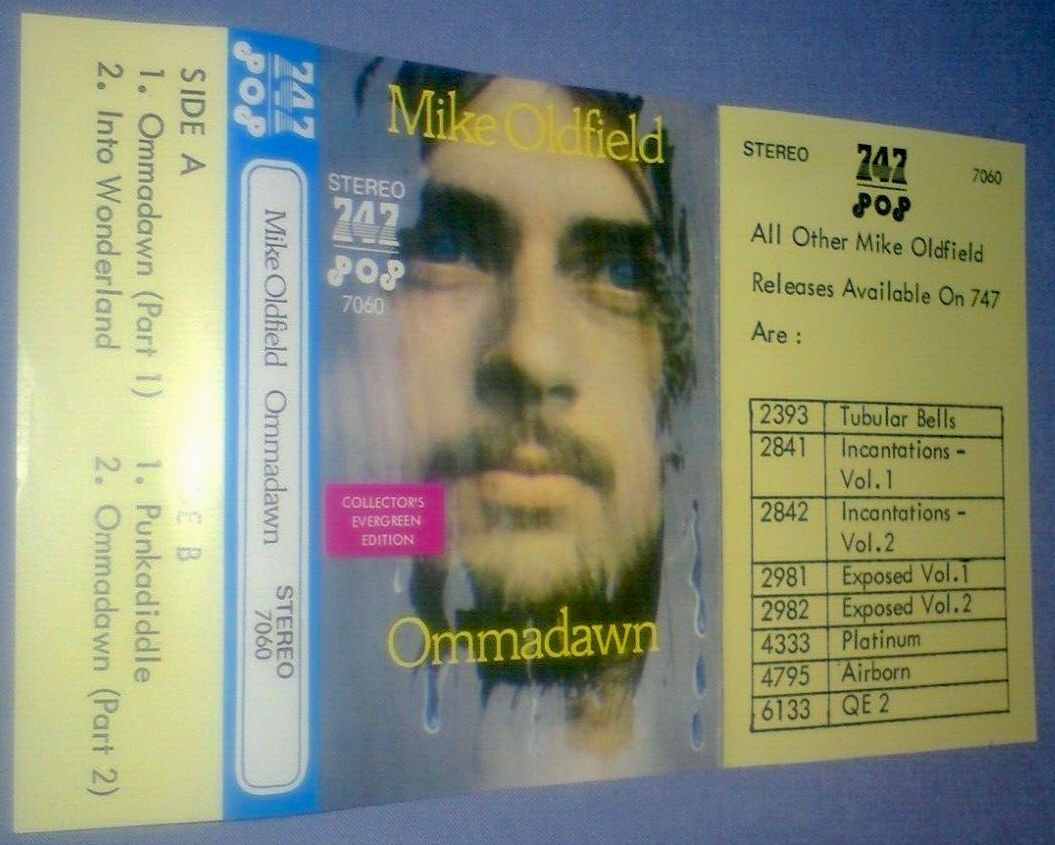 SIDE A
1. Ommadawn (Part 1)
2. Into Wonderland
E B
1. Punkadiddle
2. Ommadawn (Part 2)
747
POP
Mike Oldfield Ommadawn
STEREO
7060
Mike Oldfield
STEREO
747
POP
7060
COLLECTOR'S
EVERGREEN
EDITION
Ommadawn
STEREO 747 7060
POP
All Other Mike Oldfield
Releases Available On 747
Are :
2393 Tubular Bells
2841 Incantations -
Vol.1
2842 Incantations -
Vol.2
2981 Exposed Vol.1
2982 Exposed Vol.2
4333 Platinum
4795 Airborn
6133 QE 2